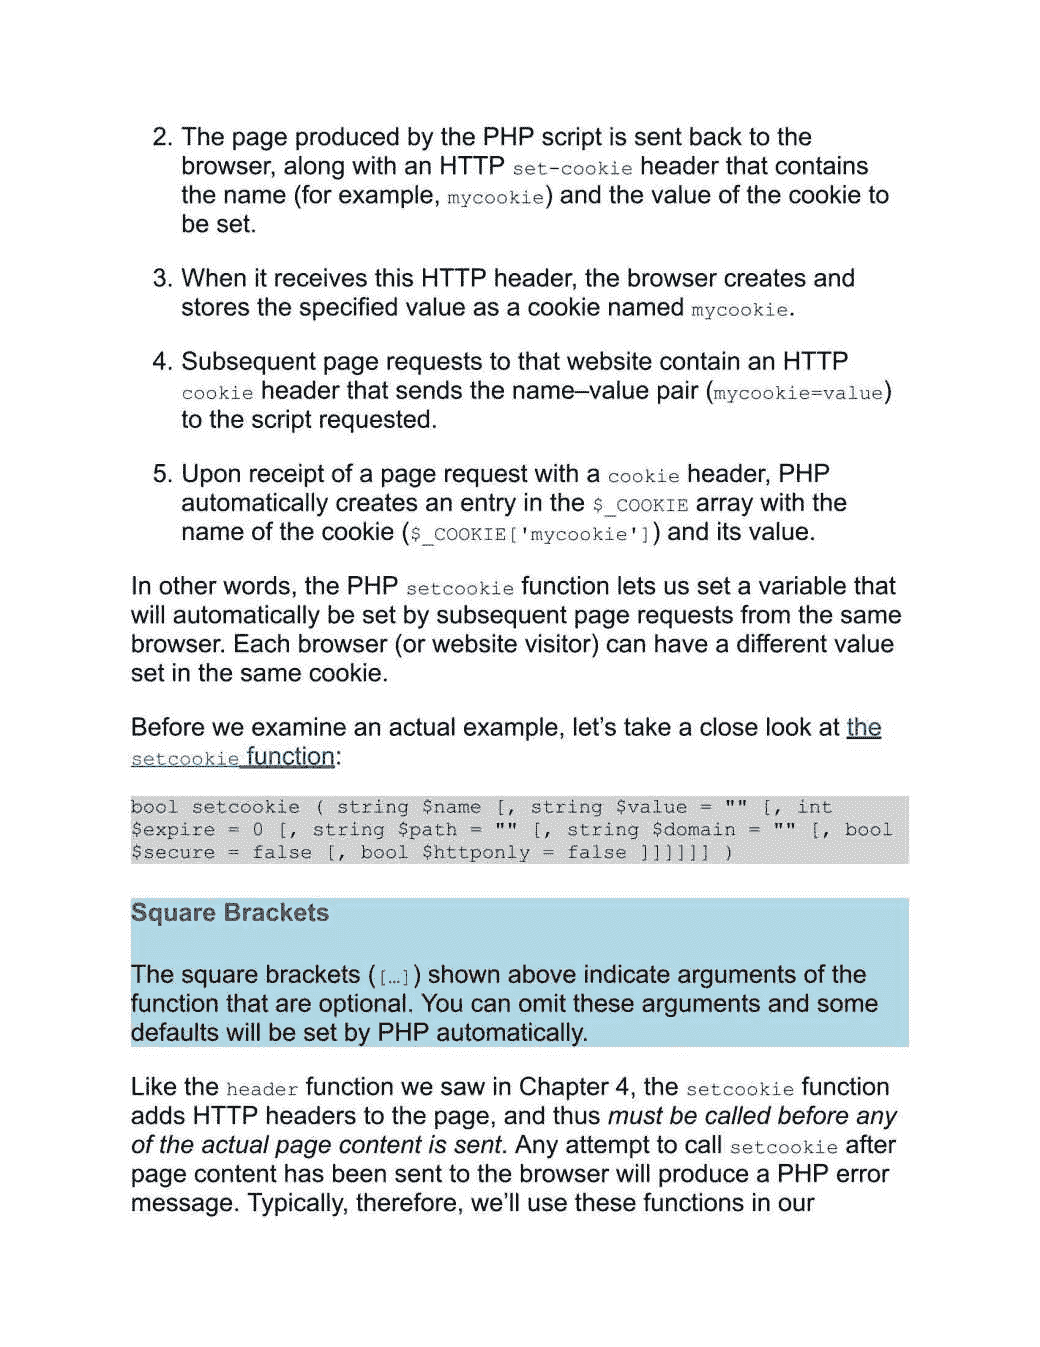 2. The page produced by the PHP script is sent back to the
browser, along with an HTTP set-cookie header that contains
the name (for example, mycookie) and the value of the cookie to
be set.
3. When it receives this HTTP header, the browser creates and
stores the specified value as a cookie named mycookie.
4. Subsequent page requests to that website contain an HTTP
cookie header that sends the name–value pair (mycookie=value)
to the script requested.
5. Upon receipt of a page request with a cookie header, PHP
automatically creates an entry in the $_COOKIE array with the
name of the cookie ($_COOKIE['mycookie']) and its value.
In other words, the PHP setcookie function lets us set a variable that
will automatically be set by subsequent page requests from the same
browser. Each browser (or website visitor) can have a different value
set in the same cookie.
Before we examine an actual example, let’s take a close look at the
setcookie function:
bool setcookie ( string $name [, string $value = "" [, int
$expire = 0 [, string $path = "" [, string $domain = "" [, bool
$secure = false [, bool $httponly = false ]]]]]] )
Square Brackets
The square brackets ([…]) shown above indicate arguments of the
function that are optional. You can omit these arguments and some
defaults will be set by PHP automatically.
Like the header function we saw in Chapter 4, the setcookie function
adds HTTP headers to the page, and thus must be called before any
of the actual page content is sent. Any attempt to call setcookie after
page content has been sent to the browser will produce a PHP error
message. Typically, therefore, we’ll use these functions in our